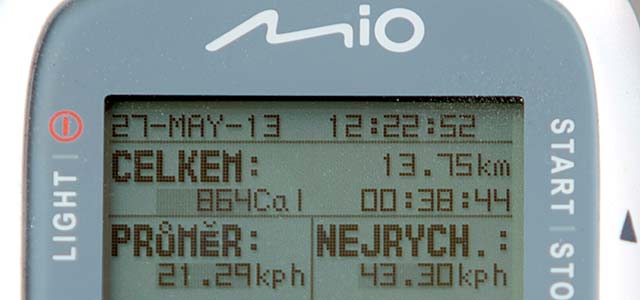 Mio
27-MAY-13 12:22:52
CELKEM: 13.75km
864Cal 00:38:44
PRŮMĚR: NEJRYCH.:
21.29kph 43.30kph
LIGHT
START | STO